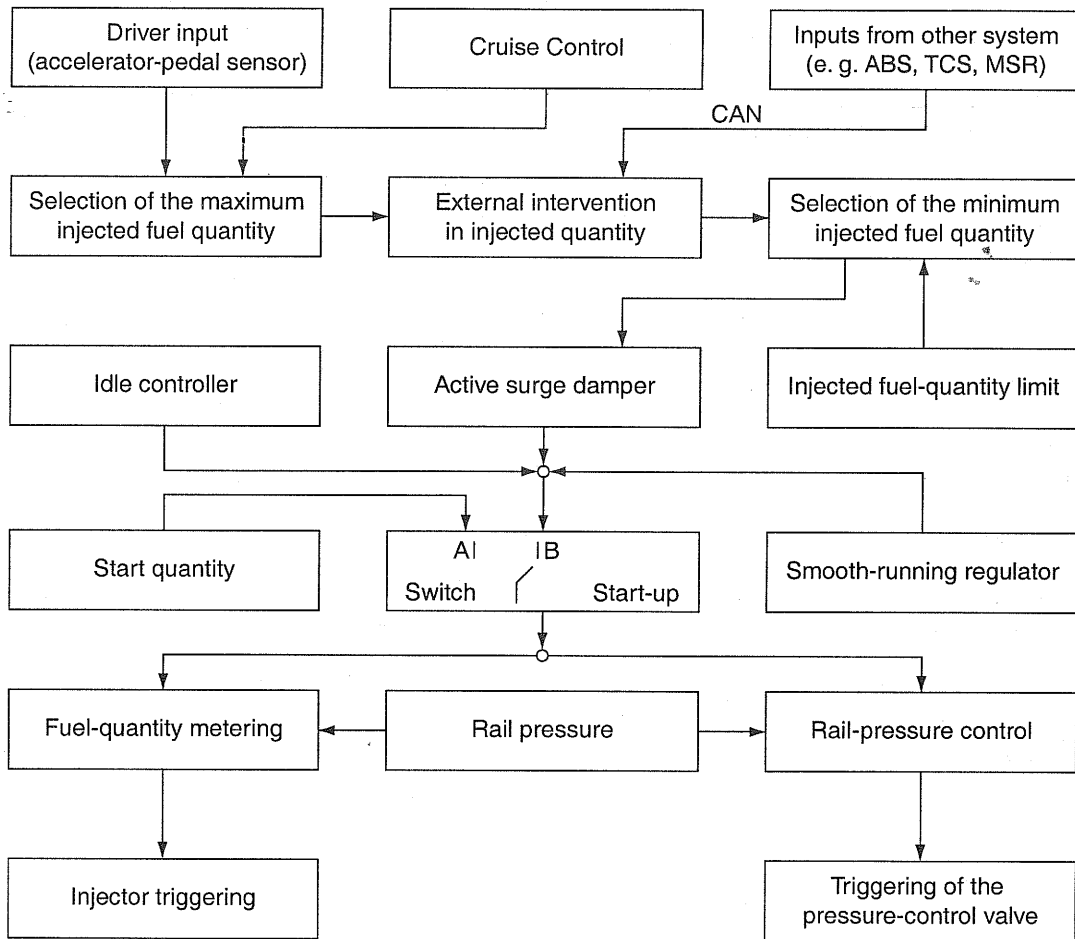 Driver input
(accelerator-pedal sensor)
Cruise Control
Inputs from other system
(e. g. ABS, TCS, MSR)
CAN
Selection of the maximum
injected fuel quantity
External intervention
in injected quantity
Selection of the minimum
injected fuel quantity
Idle controller
Active surge damper
Injected fuel-quantity limit
Start quantity
A
B
Switch
Start-up
Smooth-running regulator
Fuel-quantity metering
Rail pressure
Rail-pressure control
Injector triggering
Triggering of the
pressure-control valve